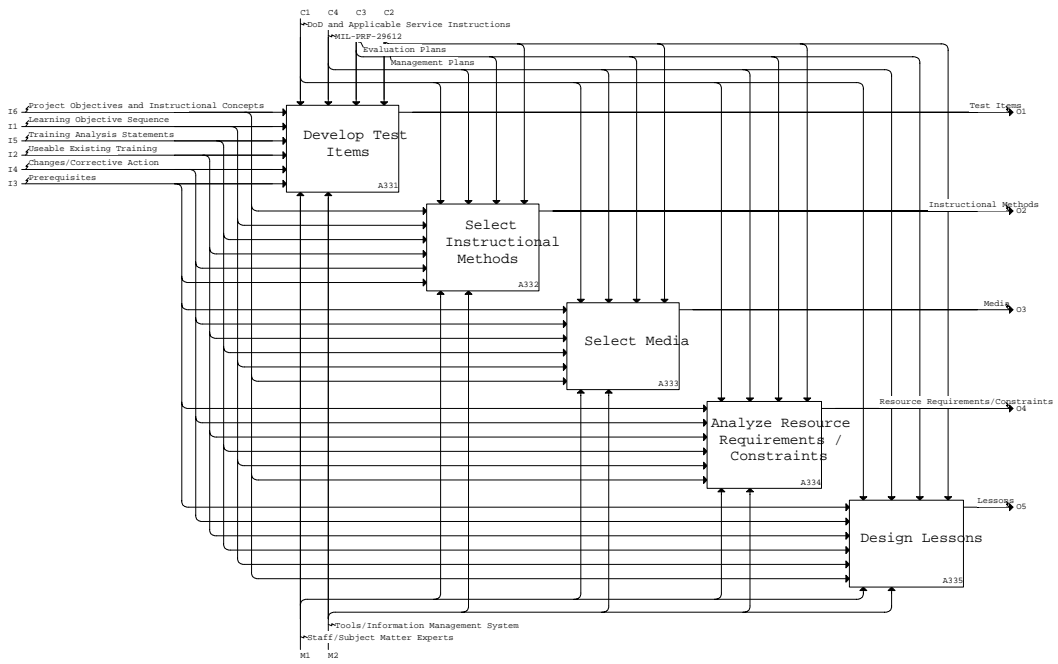 C1 C4 C3 C2
DoD and Applicable Service Instructions
MIL-PRF-29612
Evaluation Plans
Management Plans
I6 Project Objectives and Instructional Concepts
I1 Learning Objective Sequence
I5 Training Analysis Statements
I2 Useable Existing Training
I4 Changes/Corrective Action
I3 Prerequisites
Develop Test
Items
A331
Test Items
O1
Select
Instructional
Methods
A332
Instructional Methods
O2
Select Media
A333
Media
O3
Analyze Resource
Requirements /
Constraints
A334
Resource Requirements/Constraints
O4
Design Lessons
A335
Lessons
O5
Tools/Information Management System
Staff/Subject Matter Experts
M1 M2